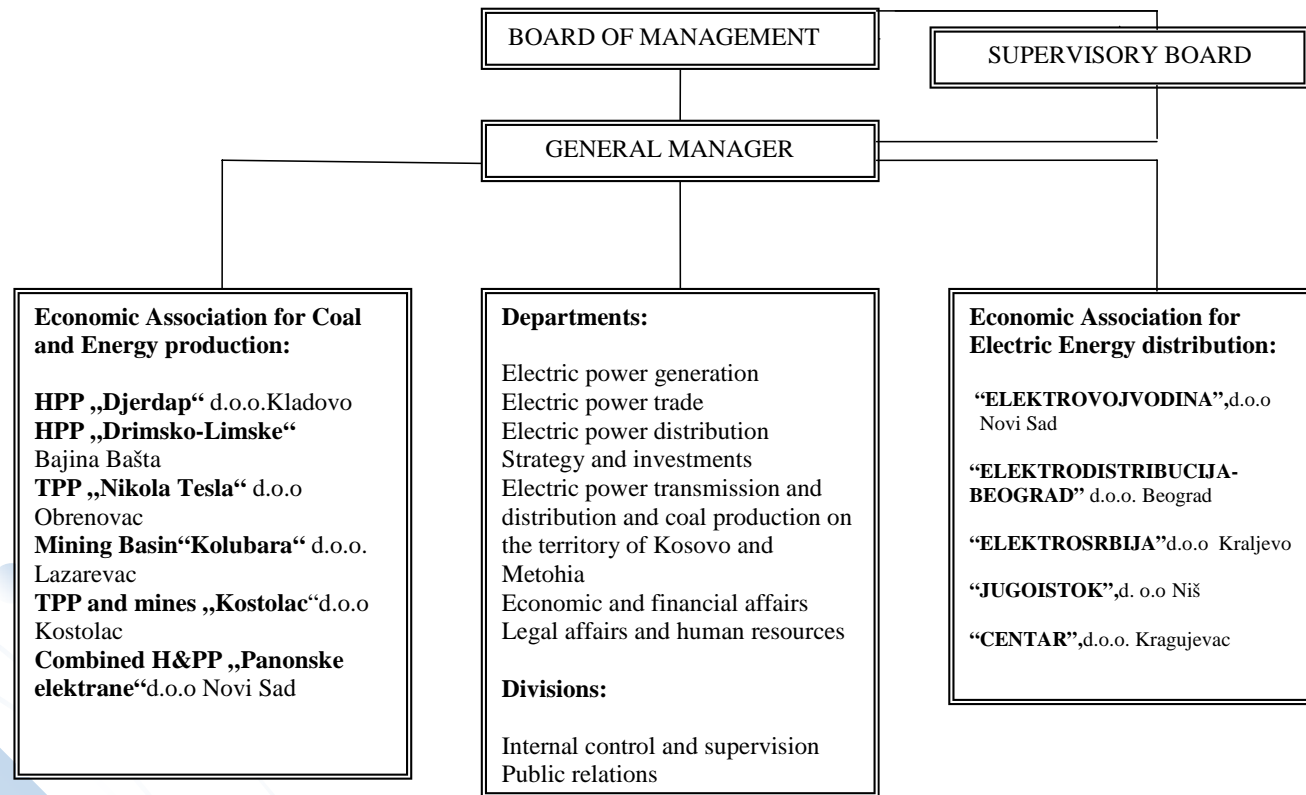 BOARD OF MANAGEMENT
SUPERVISORY BOARD
GENERAL MANAGER
Economic Association for Coal
and Energy production:
HPP „Djerdap“ d.o.o.Kladovo
HPP „Drimsko-Limske“
Bajina Bašta
TPP „Nikola Tesla“ d.o.o
Obrenovac
Mining Basin“Kolubara“ d.o.o.
Lazarevac
TPP and mines „Kostolac“d.o.o
Kostolac
Combined H&PP „Panonske
elektrane“d.o.o Novi Sad
Departments:
Electric power generation
Electric power trade
Electric power distribution
Strategy and investments
Electric power transmission and
distribution and coal production on
the territory of Kosovo and
Metohia
Economic and financial affairs
Legal affairs and human resources
Divisions:
Internal control and supervision
Public relations
Economic Association for
Electric Energy distribution:
“ELEKTROVOJVODINA”,d.o.o
Novi Sad
“ELEKTRODISTRIBUCIJA-
BEOGRAD” d.o.o. Beograd
“ELEKTROSRBIJA”d.o.o Kraljevo
“JUGOISTOK”,d. o.o Niš
“CENTAR”,d.o.o. Kragujevac